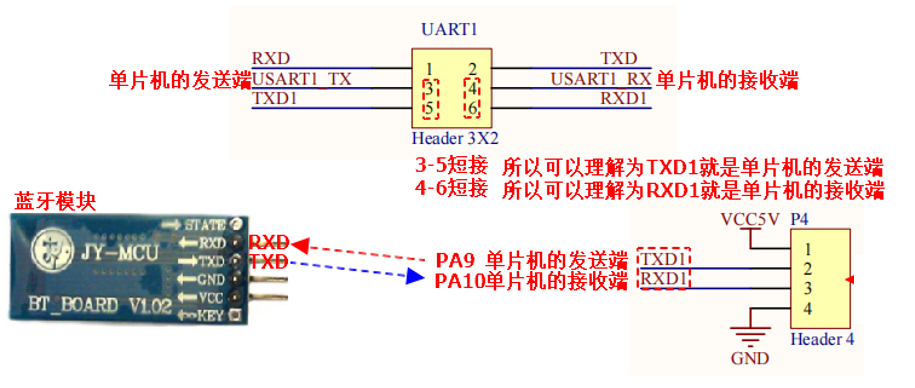 UART1
RXD
TXD
单片机的发送端
USART1_TX
1 2
3 4
5 6
USART1_RX
单片机的接收端
TXD1
RXD1
Header 3X2
3-5短接 所以可以理解为TXD1就是单片机的发送端
4-6短接 所以可以理解为RXD1就是单片机的接收端
蓝牙模块
JY-MCU
BT_BOARD V1.02
STATE
RXD
TXD
GND
VCC
KEY
RXD
TXD
PA9 单片机的发送端
PA10单片机的接收端
VCC5V
P4
TXD1
RXD1
1
2
3
4
GND
Header 4